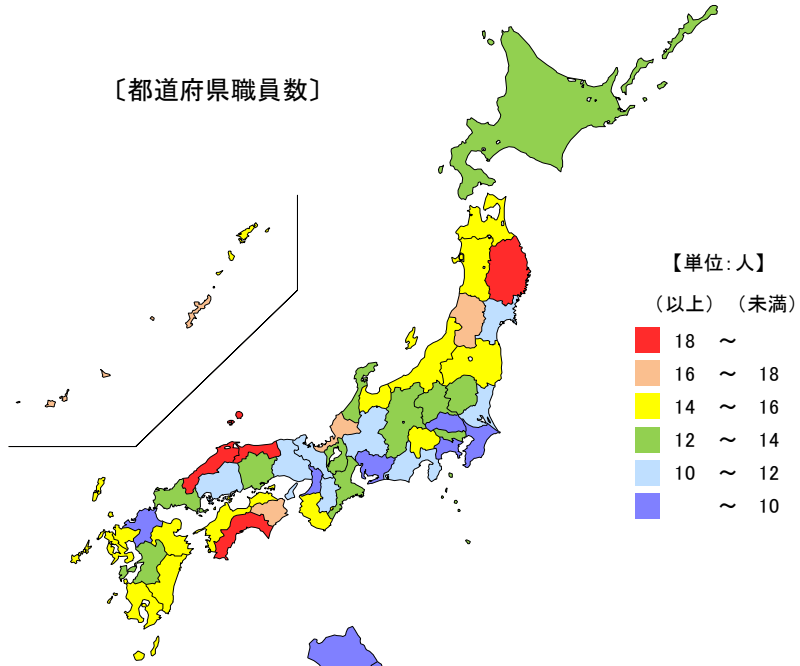 〔都道府県職員数〕
【単位:人】
（以上）（未満）
18 ～
16 ～ 18
14 ～ 16
12 ～ 14
10 ～ 12
～ 10